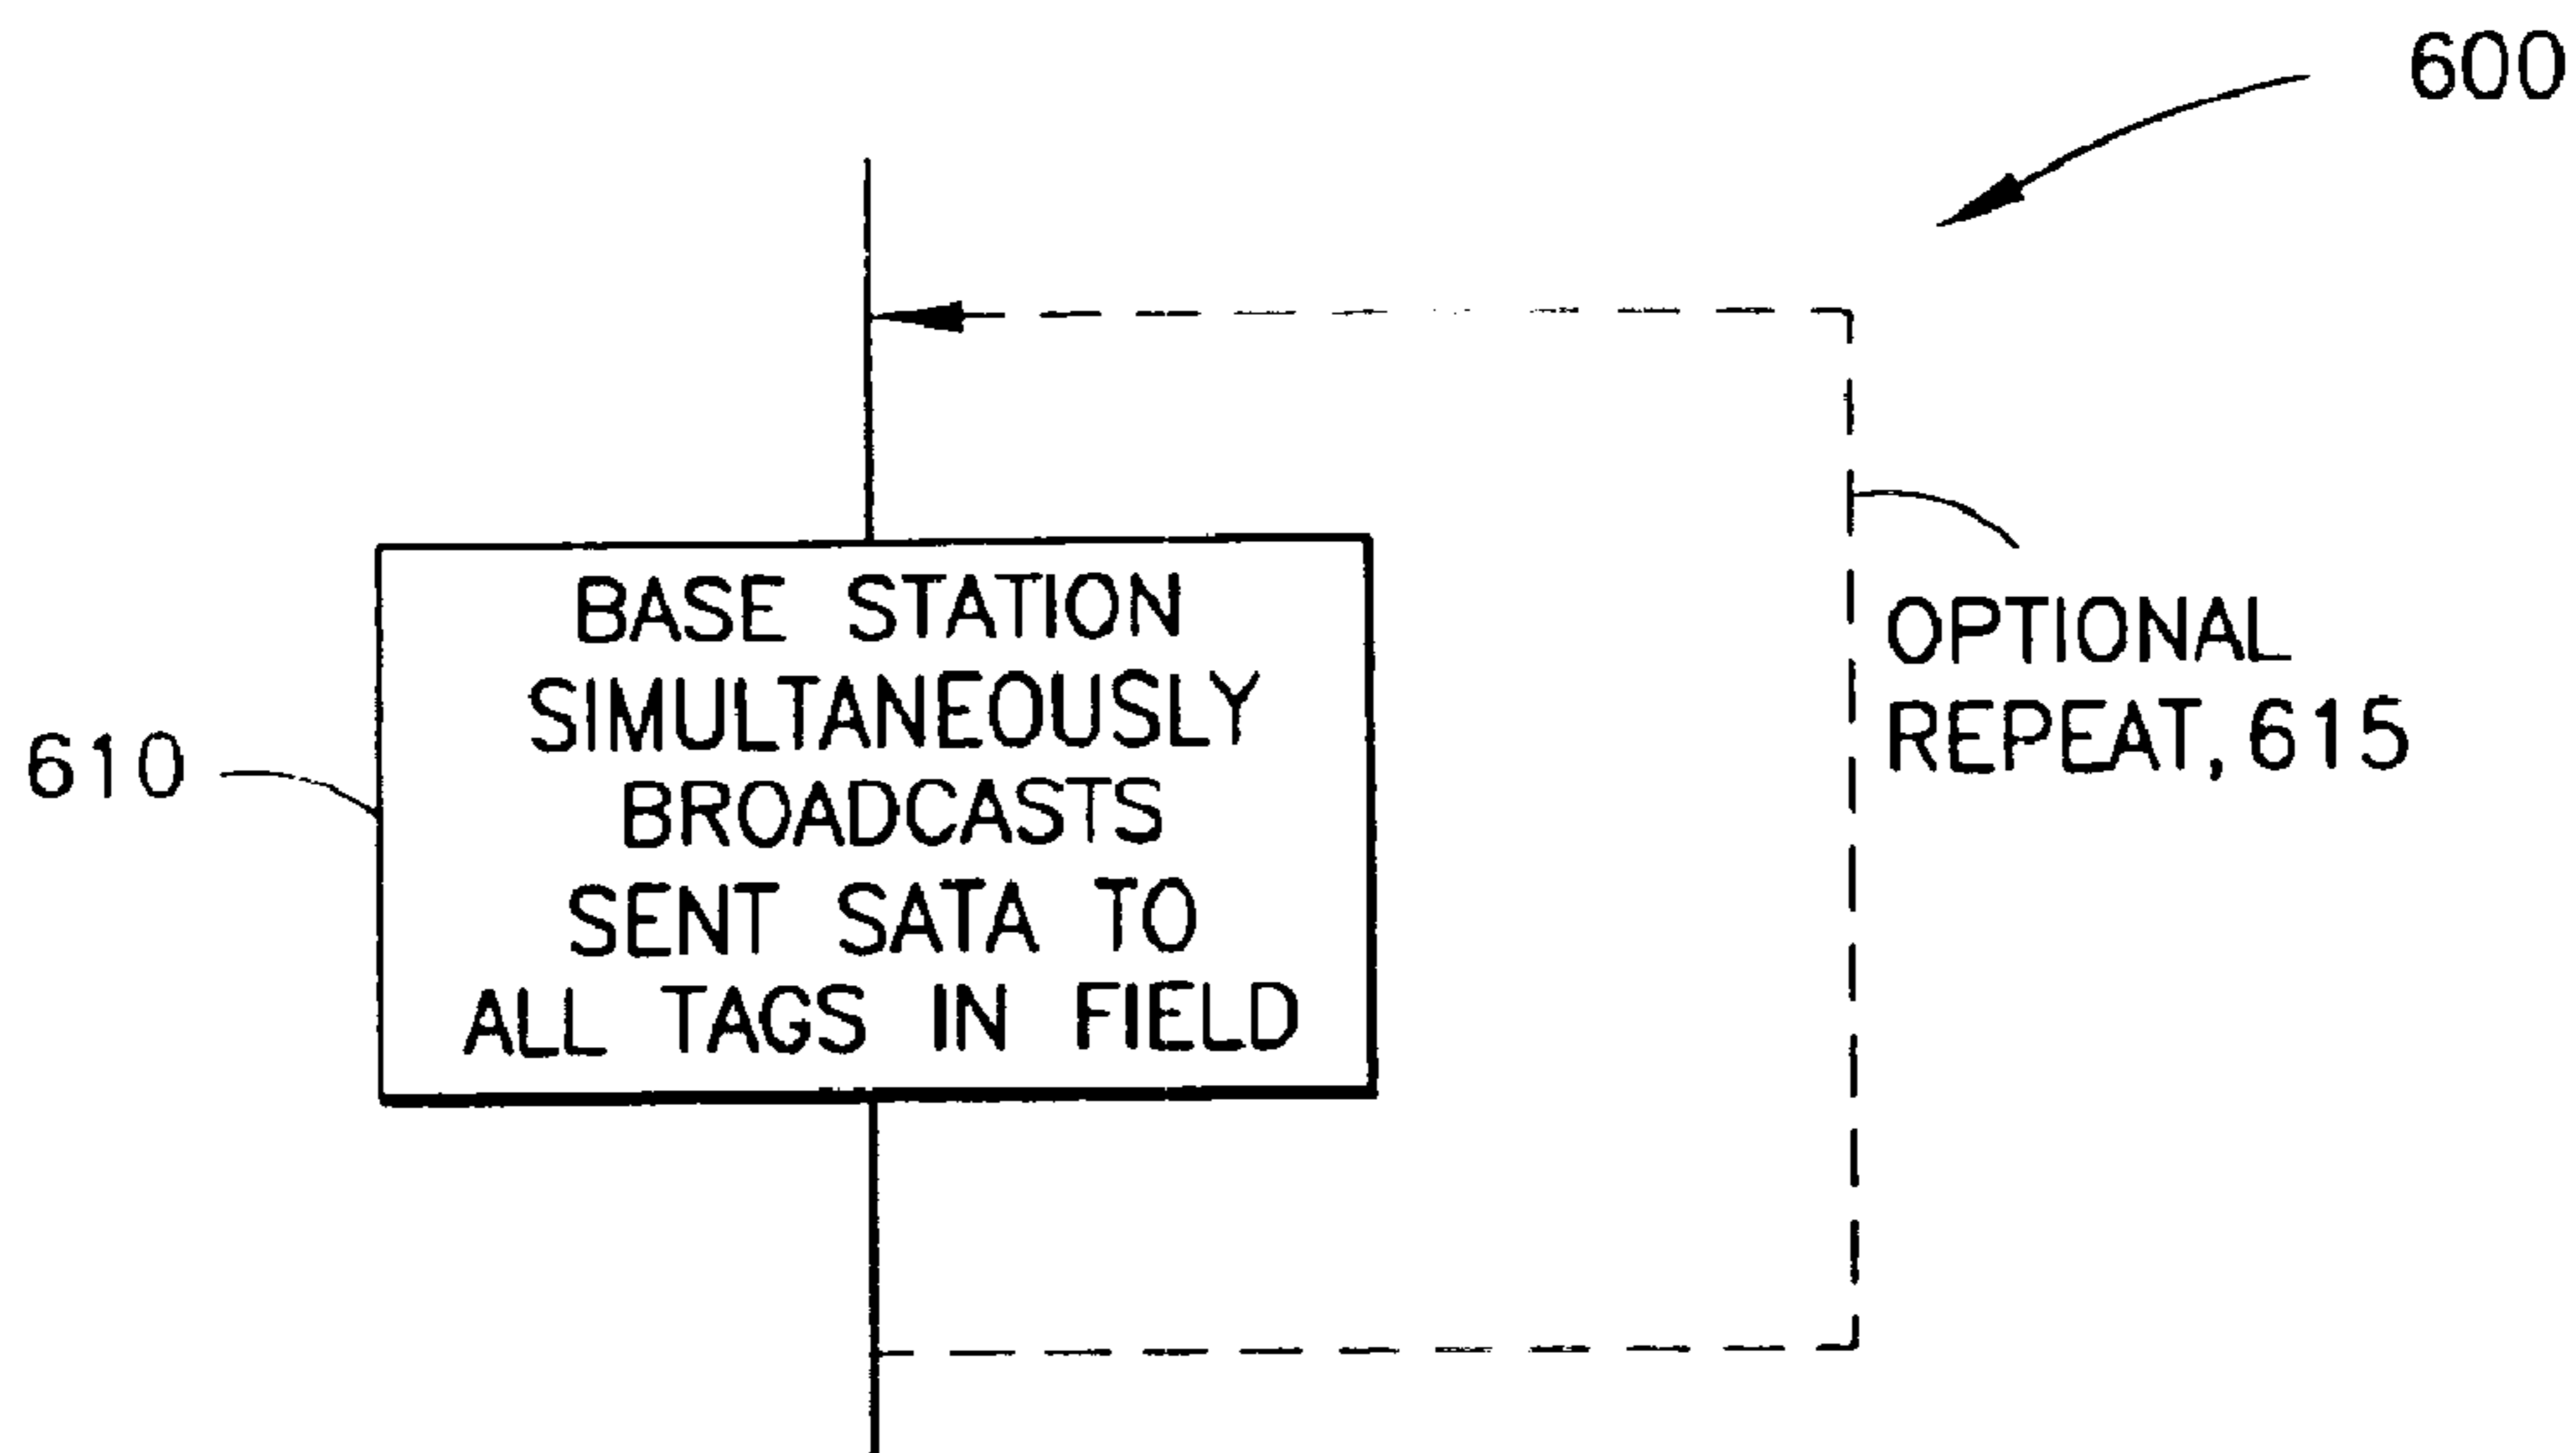 600
BASE STATION
SIMULTANEOUSLY
BROADCASTS
SENT SATA TO
ALL TAGS IN FIELD
610
OPTIONAL
REPEAT, 615